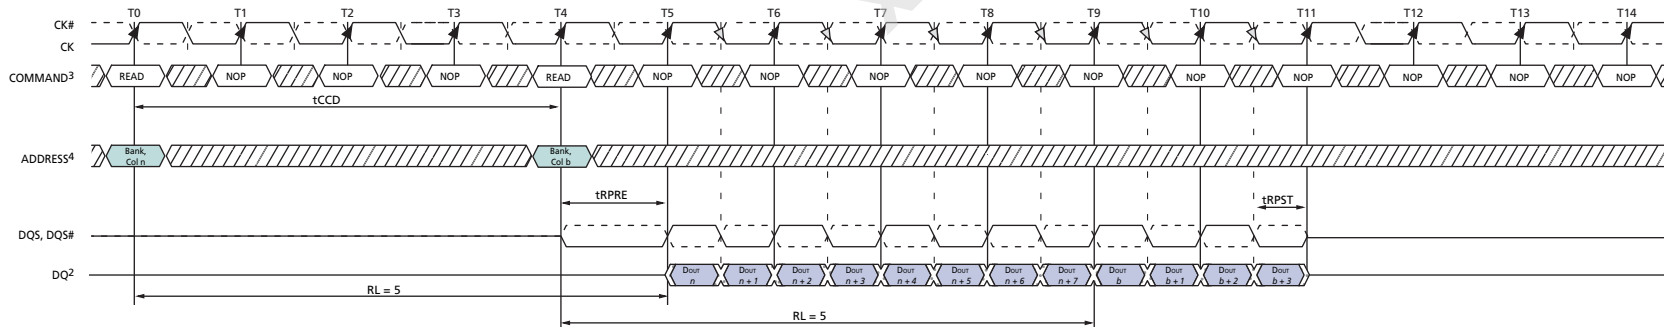 T0 T1 T2 T3 T4 T5 T6 T7 T8 T9 T10 T11 T12 T13 T14
CK#
CK
COMMAND3 READ NOP NOP NOP READ NOP NOP NOP NOP NOP NOP NOP NOP NOP NOP
tCCD
ADDRESS4 Bank, Col n Bank, Col b
tRPRE tRPST
DQS, DQS#
DQ2 DOUT n DOUT n + 1 DOUT n + 2 DOUT n + 3 DOUT n + 4 DOUT n + 5 DOUT n + 6 DOUT n + 7 DOUT b DOUT b + 1 DOUT b + 2 DOUT b + 3
RL = 5
RL = 5